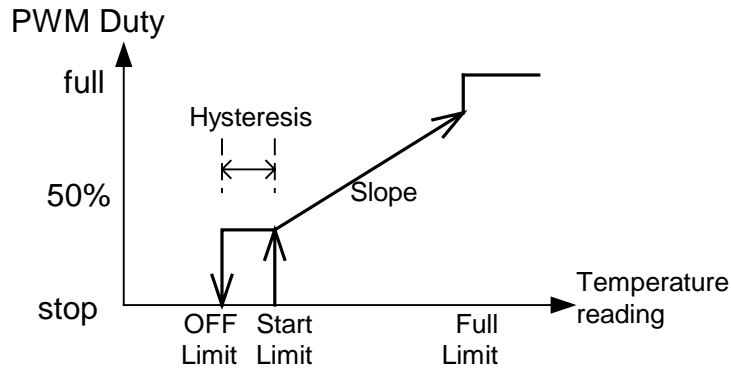 PWM Duty
full
Hysteresis
50%
Slope
stop
Temperature
reading
OFF
Limit
Start
Limit
Full
Limit